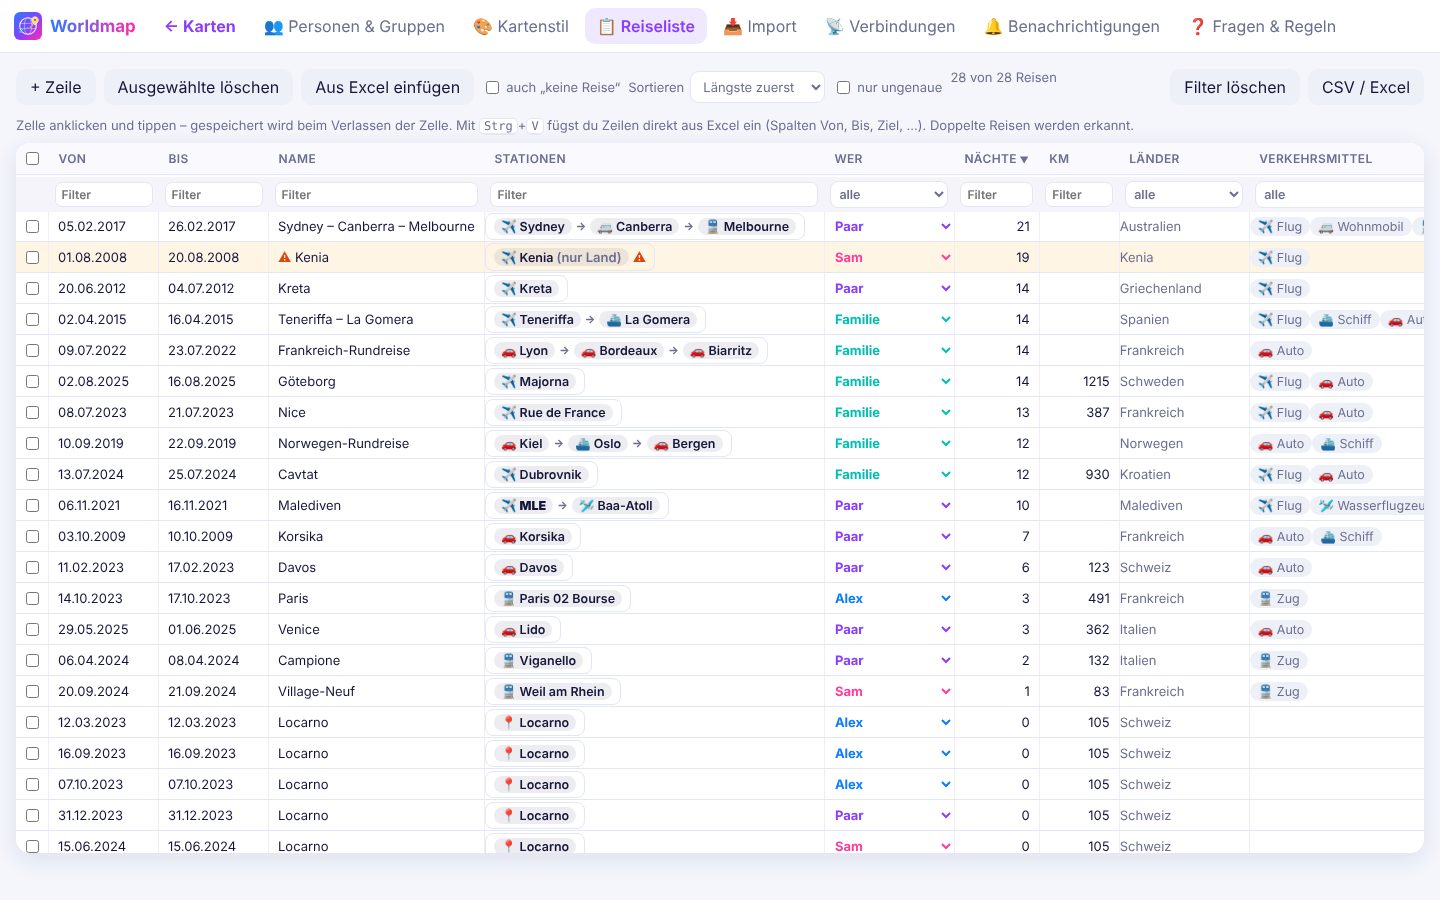 Worldmap ← Karten Personen & Gruppen Kartenstil Reiseliste Import Verbindungen Benachrichtigungen Fragen & Regeln
+ Zeile Ausgewählte löschen Aus Excel einfügen auch „keine Reise“ Sortieren Längste zuerst nur ungenaue 28 von 28 Reisen Filter löschen CSV / Excel
Zelle anklicken und tippen – gespeichert wird beim Verlassen der Zelle. Mit Strg + V fügst du Zeilen direkt aus Excel ein (Spalten Von, Bis, Ziel, ...). Doppelte Reisen werden erkannt.
VON BIS NAME STATIONEN WER NÄCHTE ▼ KM LÄNDER VERKEHRSMITTEL
Filter Filter Filter Filter alle Filter Filter alle alle
05.02.2017 26.02.2017 Sydney – Canberra – Melbourne Sydney → Canberra → Melbourne Paar 21 Australien Flug Wohnmobil
01.08.2008 20.08.2008 Kenia Kenia (nur Land) Sam 19 Kenia Flug
20.06.2012 04.07.2012 Kreta Kreta Paar 14 Griechenland Flug
02.04.2015 16.04.2015 Teneriffa – La Gomera Teneriffa → La Gomera Familie 14 Spanien Flug Schiff Au
09.07.2022 23.07.2022 Frankreich-Rundreise Lyon → Bordeaux → Biarritz Familie 14 Frankreich Auto
02.08.2025 16.08.2025 Göteborg Majorna Familie 14 1215 Schweden Flug Auto
08.07.2023 21.07.2023 Nice Rue de France Familie 13 387 Frankreich Flug Auto
10.09.2019 22.09.2019 Norwegen-Rundreise Kiel → Oslo → Bergen Familie 12 Norwegen Auto Schiff
13.07.2024 25.07.2024 Cavtat Dubrovnik Familie 12 930 Kroatien Flug Auto
06.11.2021 16.11.2021 Malediven MLE → Baa-Atoll Paar 10 Malediven Flug Wasserflugzeu
03.10.2009 10.10.2009 Korsika Korsika Paar 7 Frankreich Auto Schiff
11.02.2023 17.02.2023 Davos Davos Paar 6 123 Schweiz Auto
14.10.2023 17.10.2023 Paris Paris 02 Bourse Alex 3 491 Frankreich Zug
29.05.2025 01.06.2025 Venice Lido Paar 3 362 Italien Auto
06.04.2024 08.04.2024 Campione Viganello Paar 2 132 Italien Zug
20.09.2024 21.09.2024 Village-Neuf Weil am Rhein Sam 1 83 Frankreich Zug
12.03.2023 12.03.2023 Locarno Locarno Alex 0 105 Schweiz
16.09.2023 16.09.2023 Locarno Locarno Alex 0 105 Schweiz
07.10.2023 07.10.2023 Locarno Locarno Alex 0 105 Schweiz
31.12.2023 31.12.2023 Locarno Locarno Paar 0 105 Schweiz
15.06.2024 15.06.2024 Locarno Locarno Sam 0 105 Schweiz